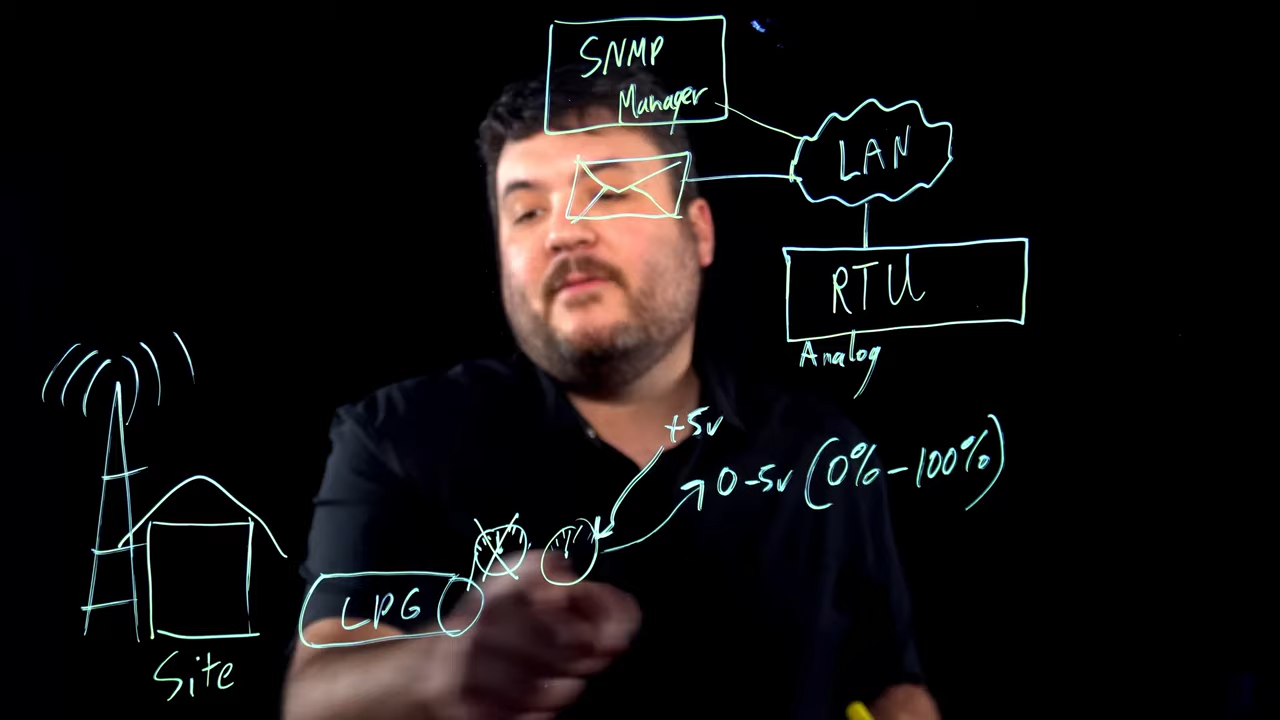 SNMP
Manager
LAN
RTU
Analog
+5v
0-5v (0%-100%)
LPG
Site